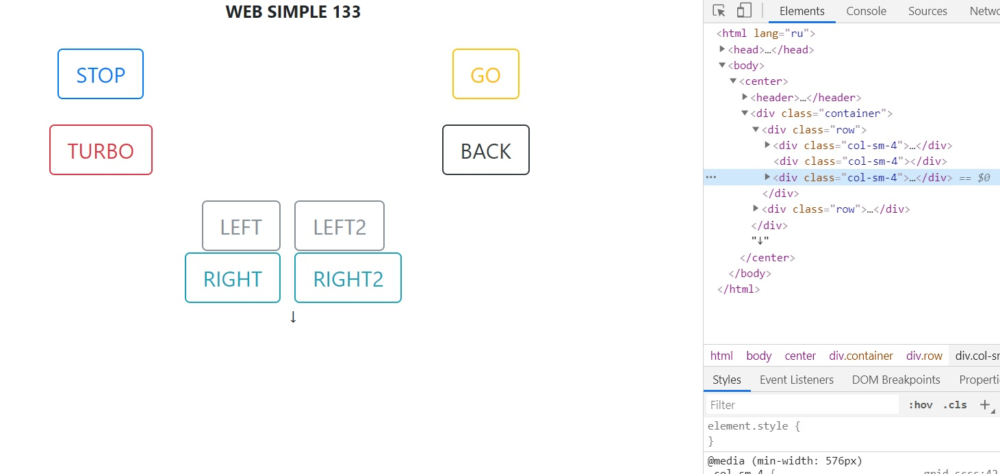 WEB SIMPLE 133
STOP
GO
TURBO
BACK
LEFT
LEFT2
RIGHT
RIGHT2
↓
Elements Console Sources
<html lang="ru">
<head>…</head>
<body>
<center>
<header>…</header>
<div class="container">
<div class="row">
<div class="col-sm-4">…</div>
<div class="col-sm-4"></div>
… <div class="col-sm-4">…</div> == $0
</div>
<div class="row">…</div>
</div>
"↓"
</center>
</body>
</html>
html body center div.container div.row div.col-sm
Styles Event Listeners DOM Breakpoints Properti
Filter :hov .cls +
element.style {
}
@media (min-width: 576px)
.col-sm-4 {